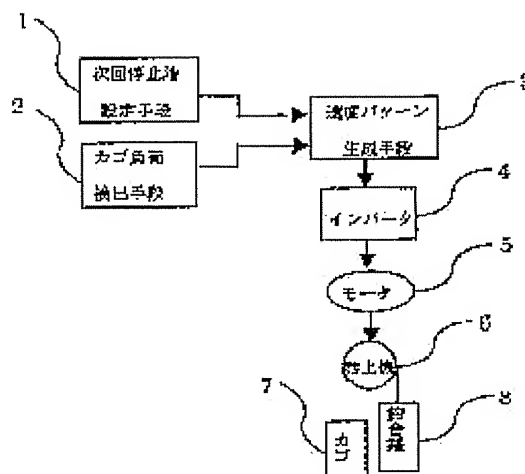 1
次回停止階
設定手段
2
カゴ負荷
検出手段
3
速度パターン
生成手段
4
インバータ
5
モータ
6
巻上機
7
カゴ
8
釣合錘